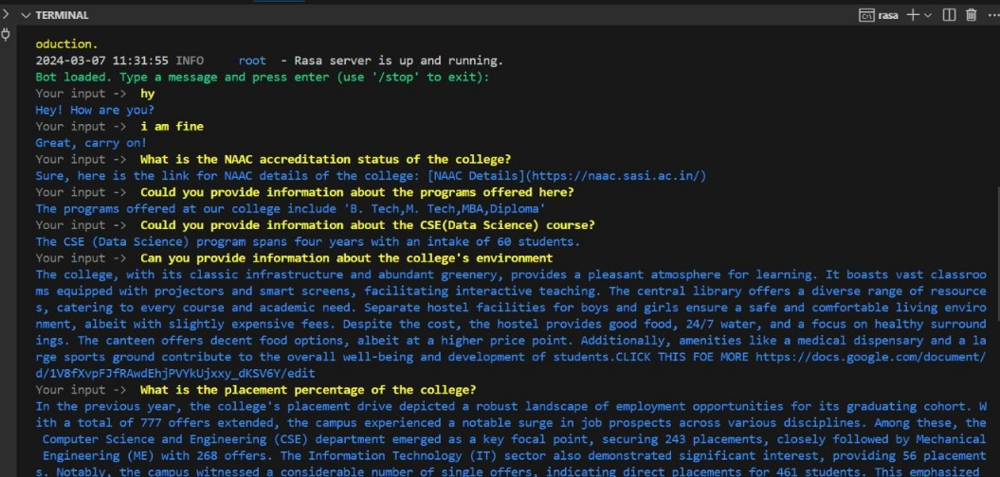 TERMINAL
rasa
oduction.
2024-03-07 11:31:55 INFO     root  - Rasa server is up and running.
Bot loaded. Type a message and press enter (use '/stop' to exit):
Your input ->  hy
Hey! How are you?
Your input ->  i am fine
Great, carry on!
Your input ->  What is the NAAC accreditation status of the college?
Sure, here is the link for NAAC details of the college: [NAAC Details](https://naac.sasi.ac.in/)
Your input ->  Could you provide information about the programs offered here?
The programs offered at our college include 'B. Tech,M. Tech,MBA,Diploma'
Your input ->  Could you provide information about the CSE(Data Science) course?
The CSE (Data Science) program spans four years with an intake of 60 students.
Your input ->  Can you provide information about the college's environment
The college, with its classic infrastructure and abundant greenery, provides a pleasant atmosphere for learning. It boasts vast classroo
ms equipped with projectors and smart screens, facilitating interactive teaching. The central library offers a diverse range of resource
s, catering to every course and academic need. Separate hostel facilities for boys and girls ensure a safe and comfortable living enviro
nment, albeit with slightly expensive fees. Despite the cost, the hostel provides good food, 24/7 water, and a focus on healthy surround
ings. The canteen offers decent food options, albeit at a higher price point. Additionally, amenities like a medical dispensary and a la
rge sports ground contribute to the overall well-being and development of students.CLICK THIS FOE MORE https://docs.google.com/document/
d/1V8fXvpFJfRAwdEhjPVYkUjxxy_dKSV6Y/edit
Your input ->  What is the placement percentage of the college?
In the previous year, the college's placement drive depicted a robust landscape of employment opportunities for its graduating cohort. W
ith a total of 777 offers extended, the campus experienced a notable surge in job prospects across various disciplines. Among these, the
 Computer Science and Engineering (CSE) department emerged as a key focal point, securing 243 placements, closely followed by Mechanical
 Engineering (ME) with 268 offers. The Information Technology (IT) sector also demonstrated significant interest, providing 56 placement
s. Notably, the campus witnessed a considerable number of single offers, indicating direct placements for 461 students. This emphasized